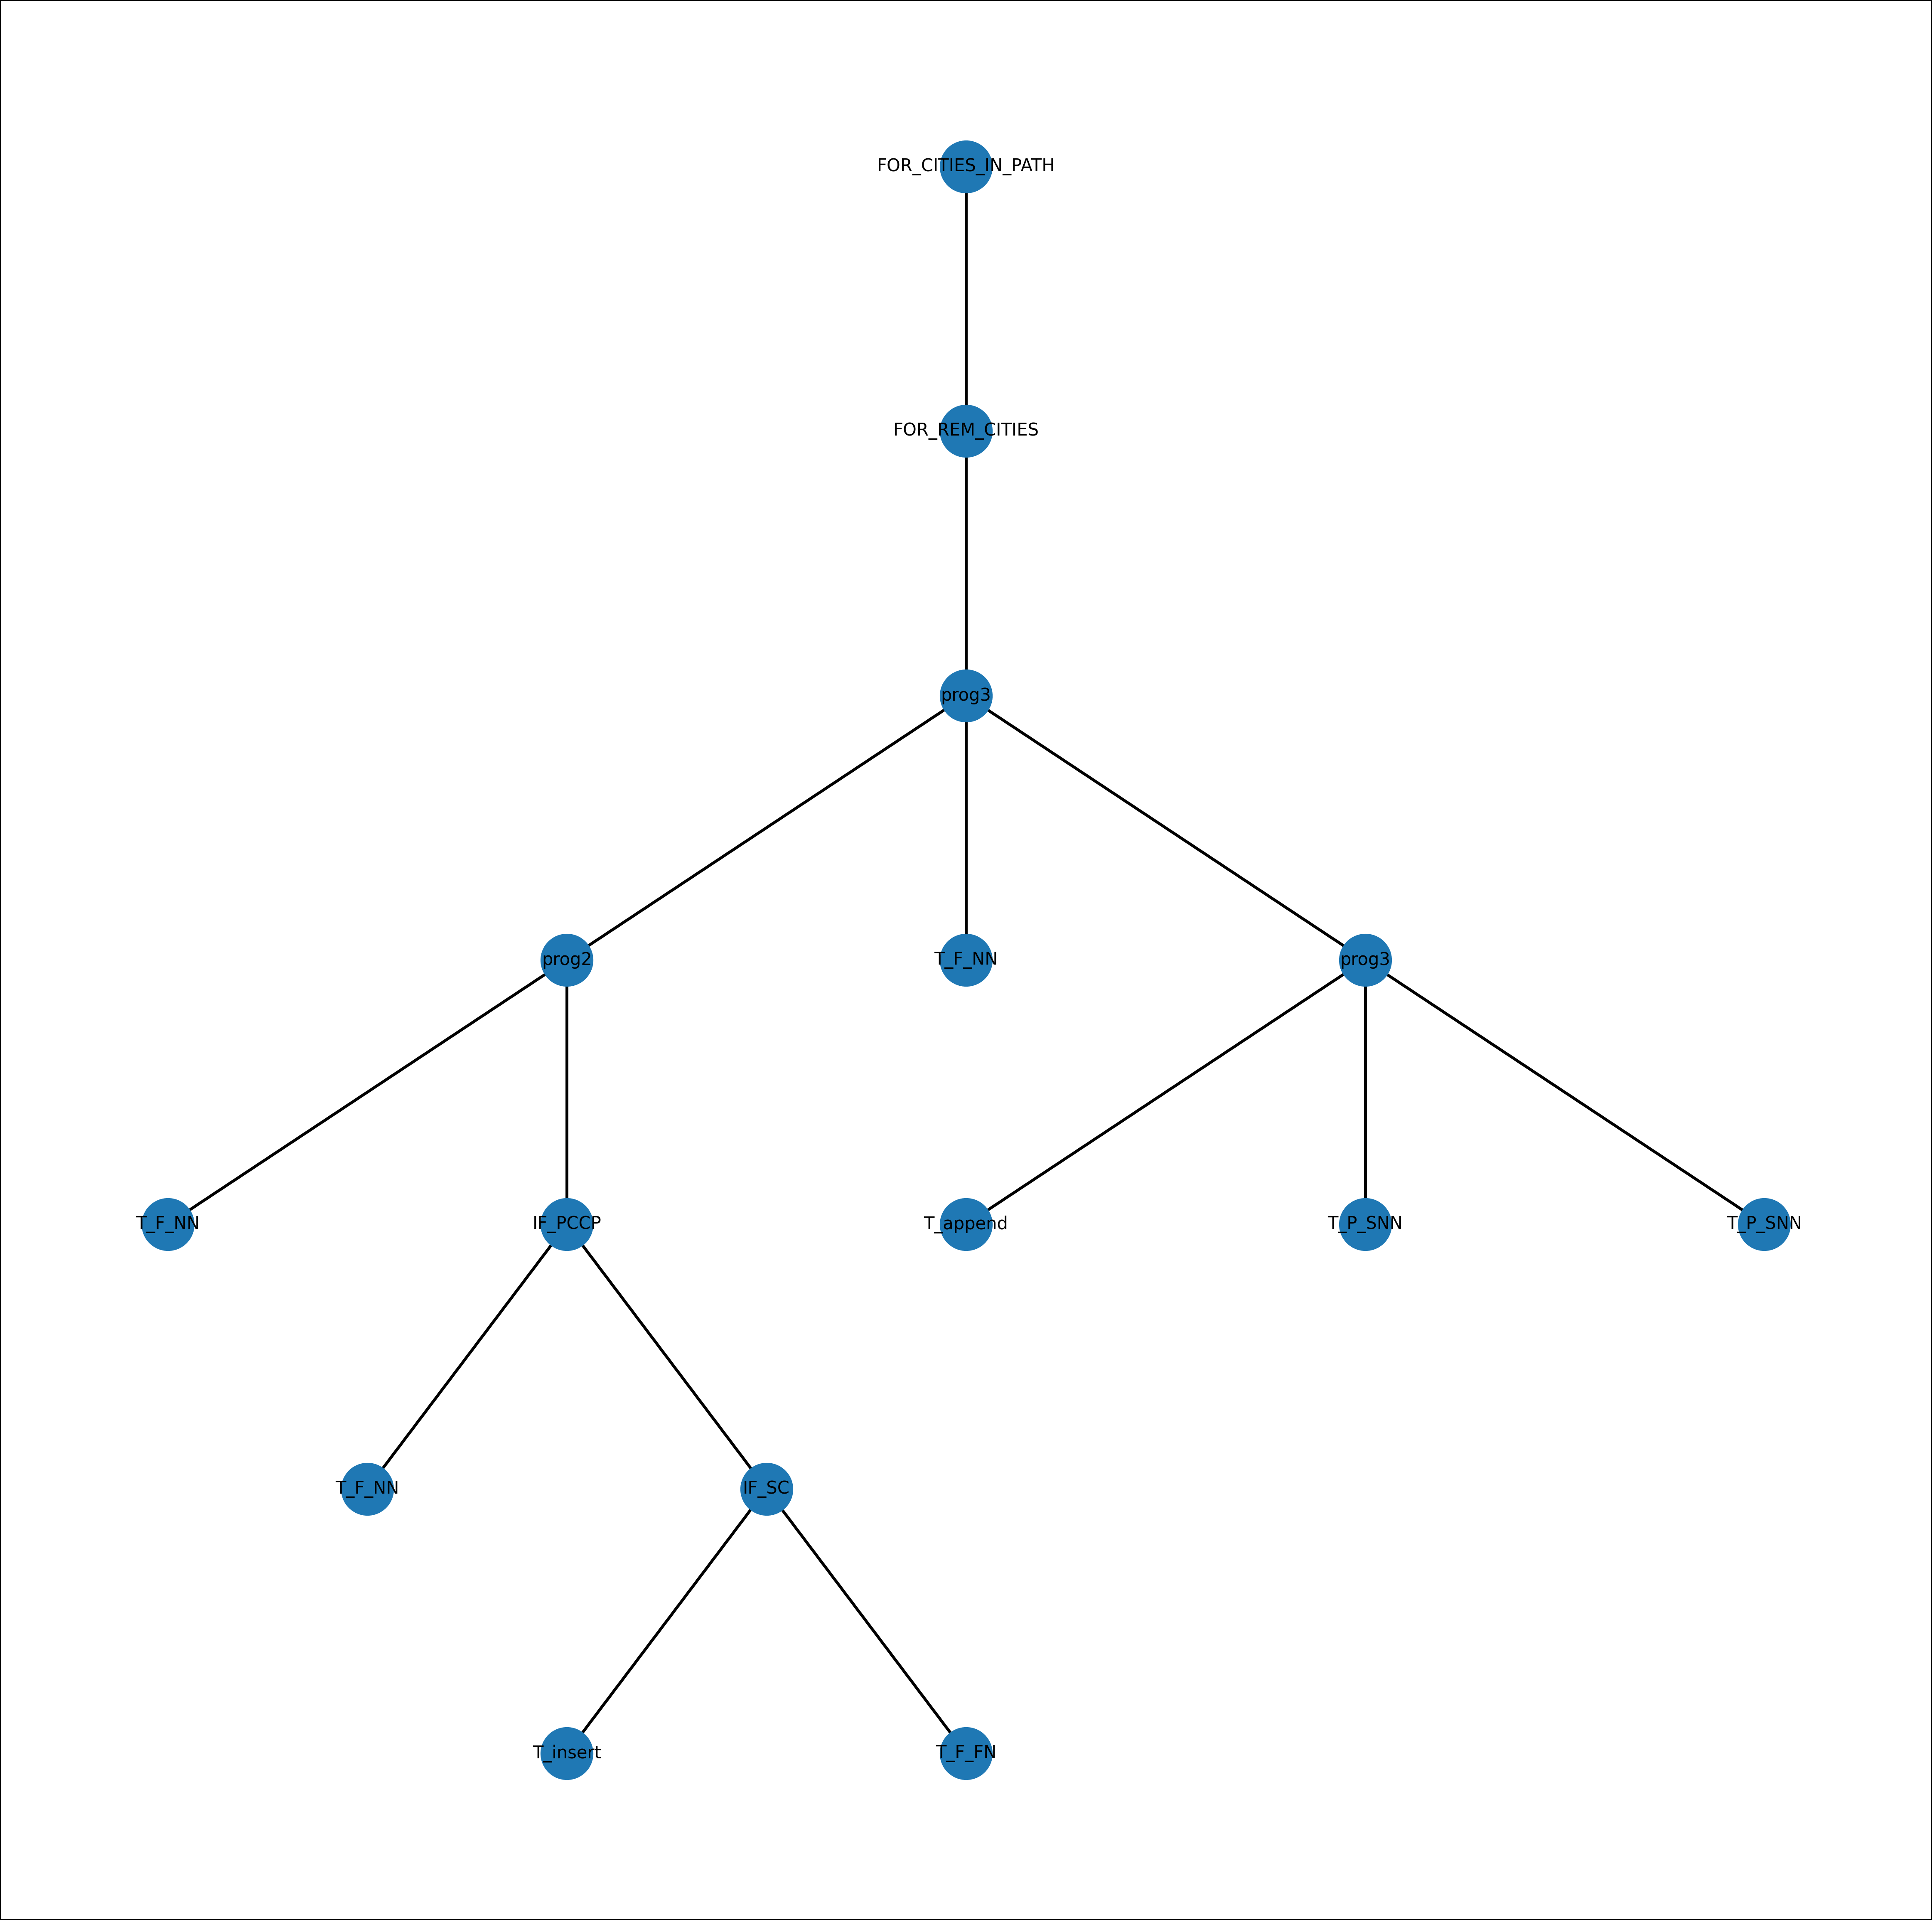 FOR_CITIES_IN_PATH
FOR_REM_CITIES
prog3
prog2
T_F_NN
prog3
T_F_NN
IF_PCCP
T_append
T_P_SNN
T_P_SNN
T_F_NN
IF_SC
T_insert
T_F_FN